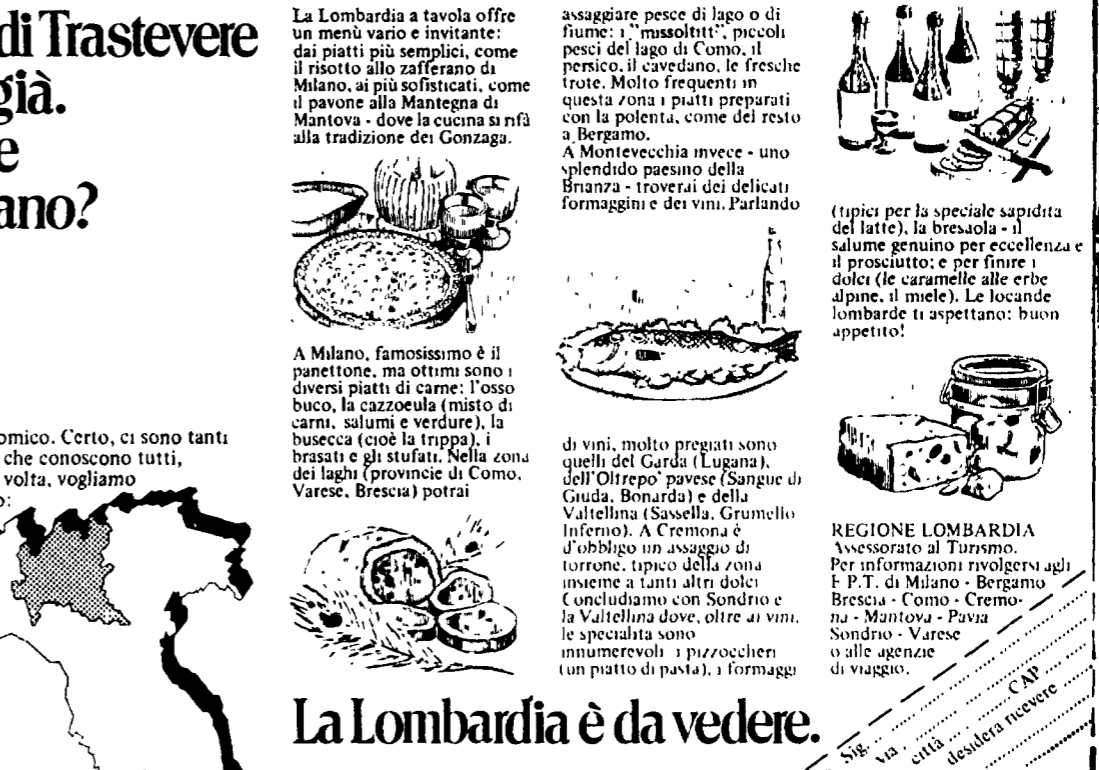 di Trastevere
già.
e
ano?
omico. Certo, ci sono tanti
che conoscono tutti,
volta, vogliamo
o:
La Lombardia a tavola offre
un menù vario e invitante:
dai piatti più semplici, come
il risotto allo zafferano di
Milano, ai più sofisticati, come
il pavone alla Mantegna di
Mantova - dove la cucina si rifà
alla tradizione dei Gonzaga.
A Milano, famosissimo è il
panettone, ma ottimi sono i
diversi piatti di carne: l'osso
buco, la cazzoeula (misto di
carni, salumi e verdure), la
busecca (cioè la trippa), i
brasati e gli stufati. Nella zona
dei laghi (provincie di Como,
Varese, Brescia) potrai
assaggiare pesce di lago o di
fiume: i "missoltitt", piccoli
pesci del lago di Como, il
persico, il cavedano, le fresche
trote. Molto frequenti in
questa zona i piatti preparati
con la polenta, come del resto
a Bergamo.
A Montevecchia invece - uno
splendido paesino della
Brianza - troverai dei delicati
formaggini e dei vini. Parlando
di vini, molto pregiati sono
quelli del Garda (Lugana),
dell'Oltrepo' pavese (Sangue di
Giuda, Bonarda) e della
Valtellina (Sassella, Grumello
Inferno). A Cremona è
d'obbligo un assaggio di
torrone, tipico della zona
insieme a tanti altri dolci
Concludiamo con Sondrio e
la Valtellina dove, oltre ai vini,
le specialità sono
innumerevoli i pizzoccheri
(un piatto di pasta), i formaggi
(tipici per la speciale sapidita
del latte), la bresaola - il
salume genuino per eccellenza e
il prosciutto; e per finire i
dolci (le caramelle alle erbe
alpine, il miele). Le locande
lombarde ti aspettano: buon
appetito!
REGIONE LOMBARDIA
Assessorato al Turismo.
Per informazioni rivolgersi agli
E P.T. di Milano - Bergamo
Brescia - Como - Cremo-
na - Mantova - Pavia
Sondrio - Varese
o alle agenzie
di viaggio.
La Lombardia è da vedere.
Sig.
via
città CAP
desidera ricevere